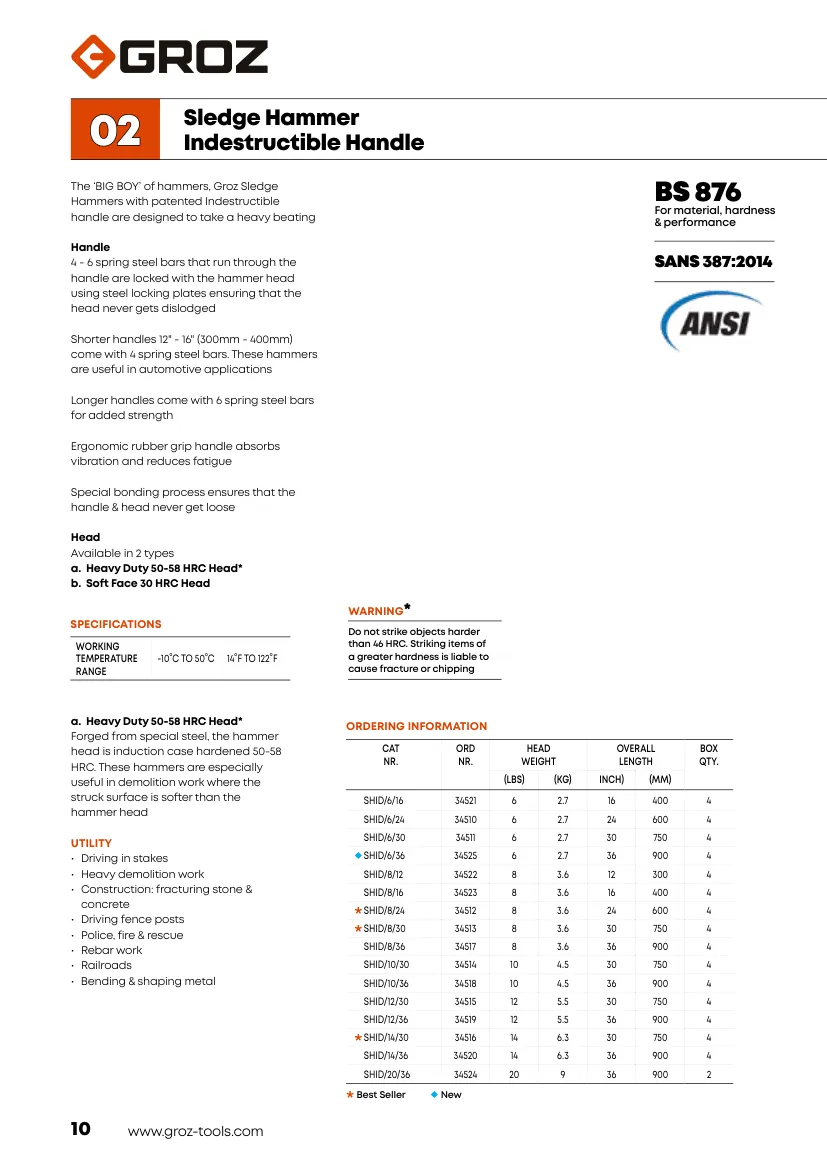 GROZ
02
Sledge Hammer
Indestructible Handle
The ‘BIG BOY’ of hammers, Groz Sledge
Hammers with patented Indestructible
handle are designed to take a heavy beating
Handle
4 - 6 spring steel bars that run through the
handle are locked with the hammer head
using steel locking plates ensuring that the
head never gets dislodged
Shorter handles 12" - 16" (300mm - 400mm)
come with 4 spring steel bars. These hammers
are useful in automotive applications
Longer handles come with 6 spring steel bars
for added strength
Ergonomic rubber grip handle absorbs
vibration and reduces fatigue
Special bonding process ensures that the
handle & head never get loose
Head
Available in 2 types
a. Heavy Duty 50-58 HRC Head*
b. Soft Face 30 HRC Head
BS 876
For material, hardness
& performance
SANS 387:2014
ANSI
SPECIFICATIONS
WORKING
TEMPERATURE
RANGE
-10˚C TO 50˚C 14˚F TO 122˚F
WARNING*
Do not strike objects harder
than 46 HRC. Striking items of
a greater hardness is liable to
cause fracture or chipping
a. Heavy Duty 50-58 HRC Head*
Forged from special steel, the hammer
head is induction case hardened 50-58
HRC. These hammers are especially
useful in demolition work where the
struck surface is softer than the
hammer head
UTILITY
· Driving in stakes
· Heavy demolition work
· Construction: fracturing stone &
concrete
· Driving fence posts
· Police, fire & rescue
· Rebar work
· Railroads
· Bending & shaping metal
ORDERING INFORMATION
CAT ORD HEAD OVERALL BOX
NR. NR. WEIGHT LENGTH QTY.
(LBS) (KG) INCH) (MM)
SHID/6/16 34521 6 2.7 16 400 4
SHID/6/24 34510 6 2.7 24 600 4
SHID/6/30 34511 6 2.7 30 750 4
◆ SHID/6/36 34525 6 2.7 36 900 4
SHID/8/12 34522 8 3.6 12 300 4
SHID/8/16 34523 8 3.6 16 400 4
* SHID/8/24 34512 8 3.6 24 600 4
* SHID/8/30 34513 8 3.6 30 750 4
SHID/8/36 34517 8 3.6 36 900 4
SHID/10/30 34514 10 4.5 30 750 4
SHID/10/36 34518 10 4.5 36 900 4
SHID/12/30 34515 12 5.5 30 750 4
SHID/12/36 34519 12 5.5 36 900 4
* SHID/14/30 34516 14 6.3 30 750 4
SHID/14/36 34520 14 6.3 36 900 4
SHID/20/36 34524 20 9 36 900 2
* Best Seller ◆ New
10 www.groz-tools.com